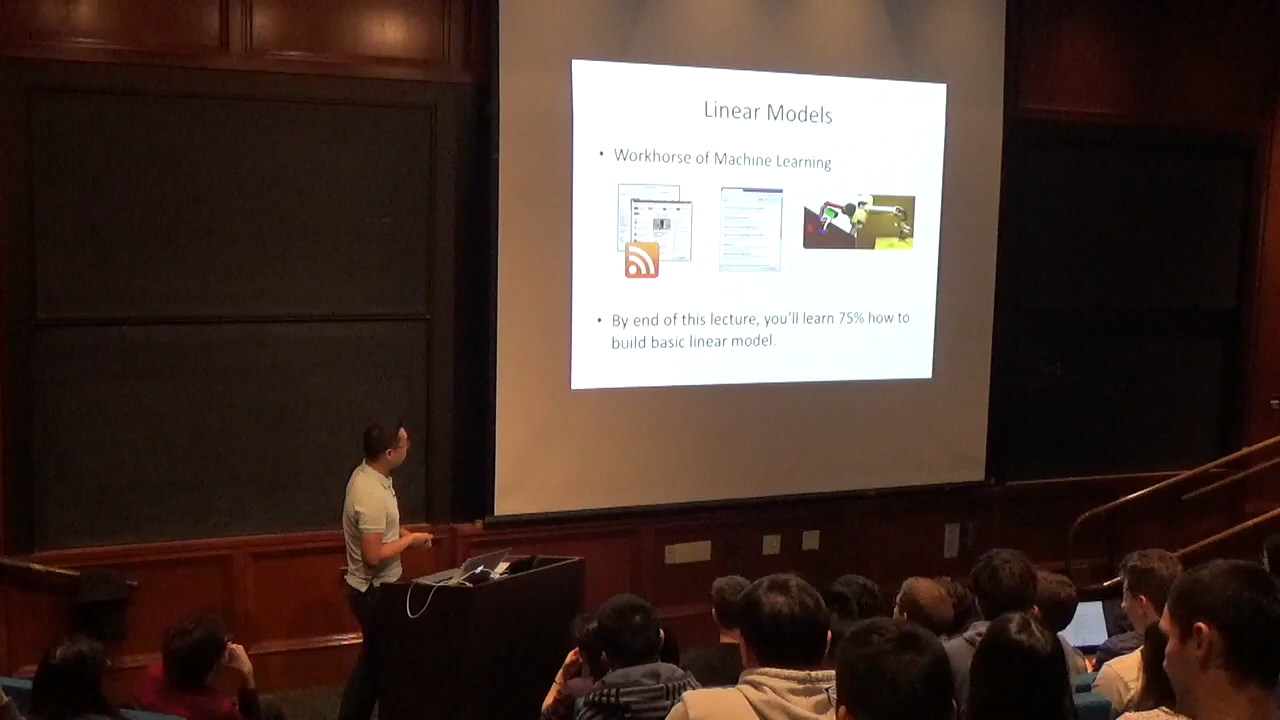 Linear Models
• Workhorse of Machine Learning
• By end of this lecture, you'll learn 75% how to
build basic linear model.